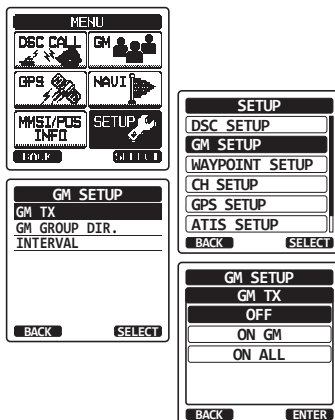 MENU
DSC CALL GM
GPS NAVI
MMSI/POS INFO SETUP
BACK SELECT
SETUP
DSC SETUP
GM SETUP
WAYPOINT SETUP
CH SETUP
GPS SETUP
ATIS SETUP
BACK SELECT
GM SETUP
GM TX
GM GROUP DIR.
INTERVAL
BACK SELECT
GM SETUP
GM TX
OFF
ON GM
ON ALL
BACK ENTER